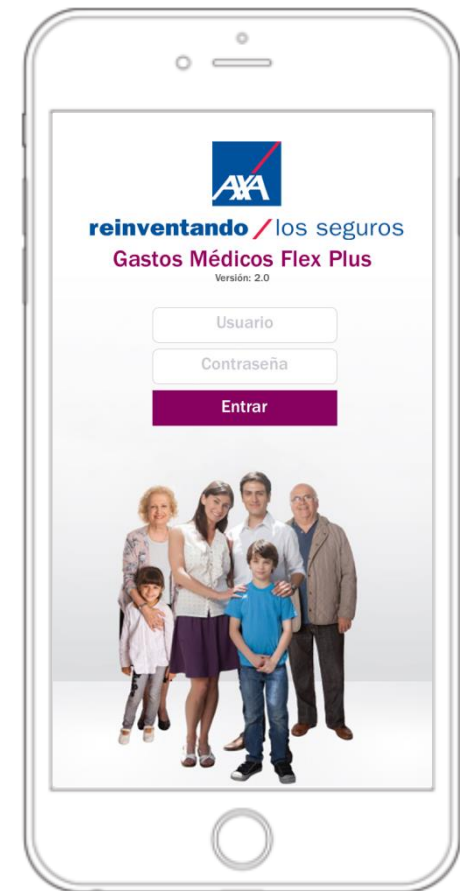 AXA
reinventando / los seguros
Gastos Médicos Flex Plus
Versión: 2.0
Usuario
Contraseña
Entrar